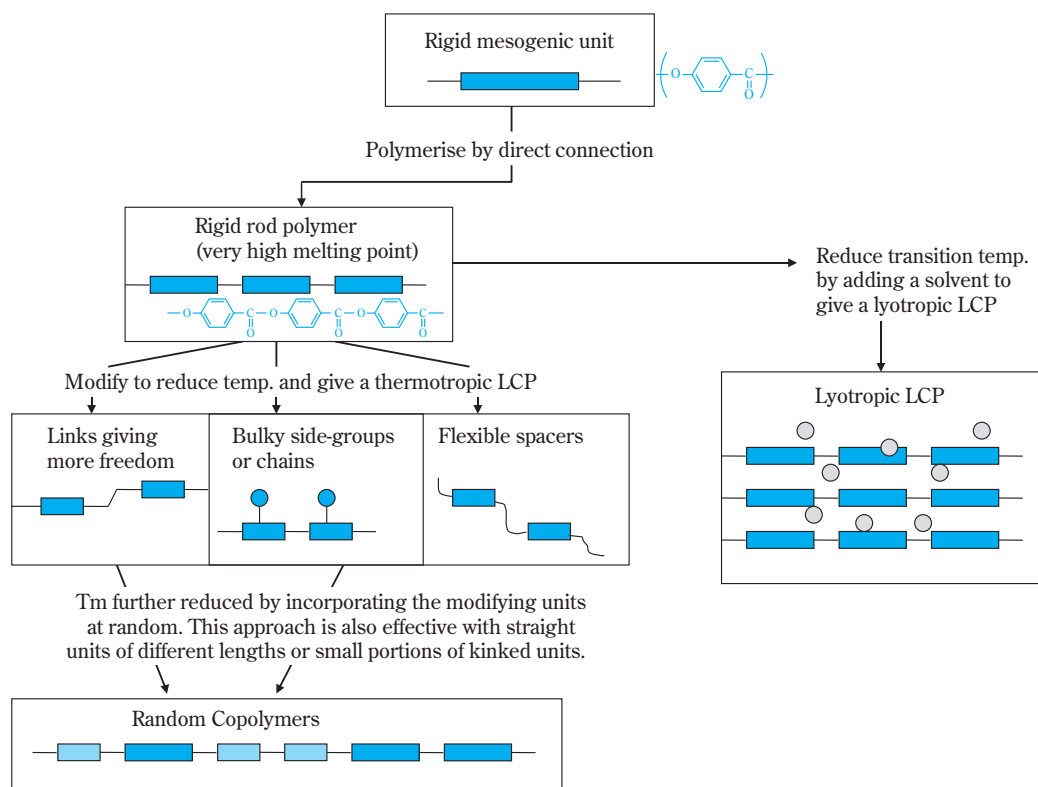 Rigid mesogenic unit
O
C
O
Polymerise by direct connection
Rigid rod polymer
(very high melting point)
O
C
O
O
C
O
O
C
O
Reduce transition temp.
by adding a solvent to
give a lyotropic LCP
Modify to reduce temp. and give a thermotropic LCP
Links giving
more freedom
Bulky side-groups
or chains
Flexible spacers
Lyotropic LCP
Tm further reduced by incorporating the modifying units
at random. This approach is also effective with straight
units of different lengths or small portions of kinked units.
Random Copolymers